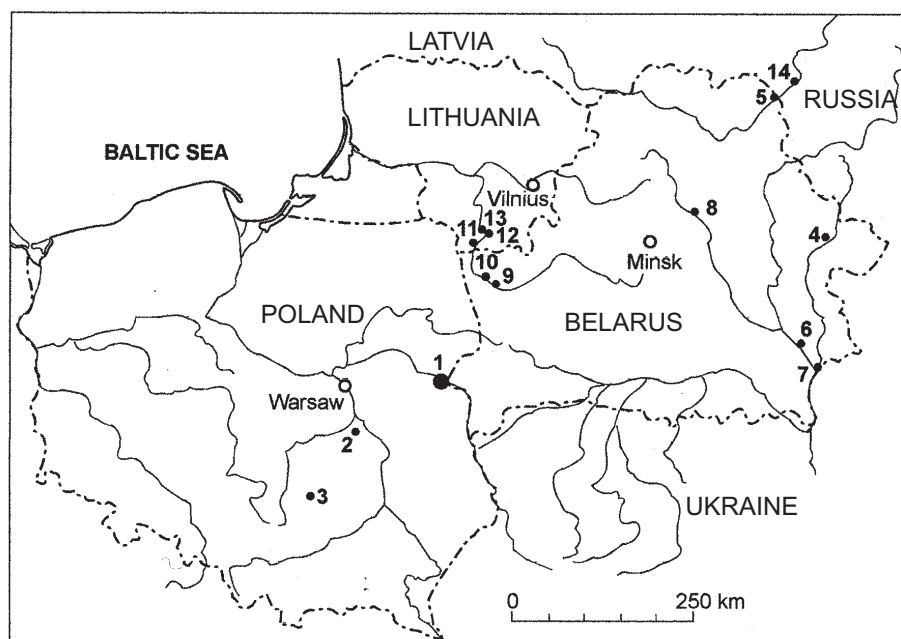 LATVIA
14
5
RUSSIA
LITHUANIA
BALTIC SEA
Vilnius
8
13
11
12
4
Minsk
10
9
POLAND
BELARUS
6
1
7
Warsaw
2
3
UKRAINE
0
250 km